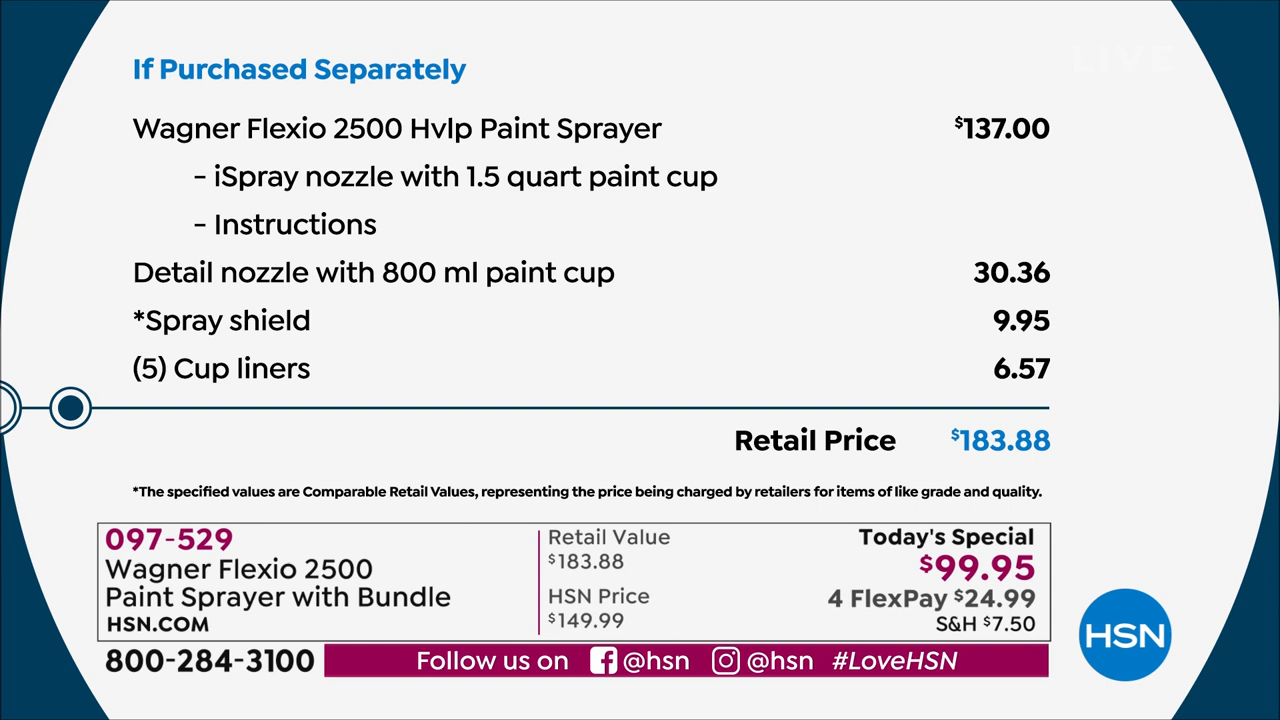 LIVE
If Purchased Separately
Wagner Flexio 2500 Hvlp Paint Sprayer $137.00
- iSpray nozzle with 1.5 quart paint cup
- Instructions
Detail nozzle with 800 ml paint cup 30.36
*Spray shield 9.95
(5) Cup liners 6.57
Retail Price $183.88
*The specified values are Comparable Retail Values, representing the price being charged by retailers for items of like grade and quality.
097-529
Wagner Flexio 2500
Paint Sprayer with Bundle
HSN.COM
Retail Value
$183.88
HSN Price
$149.99
Today's Special
$99.95
4 FlexPay $24.99
S&H $7.50
HSN
800-284-3100
Follow us on @hsn @hsn #LoveHSN